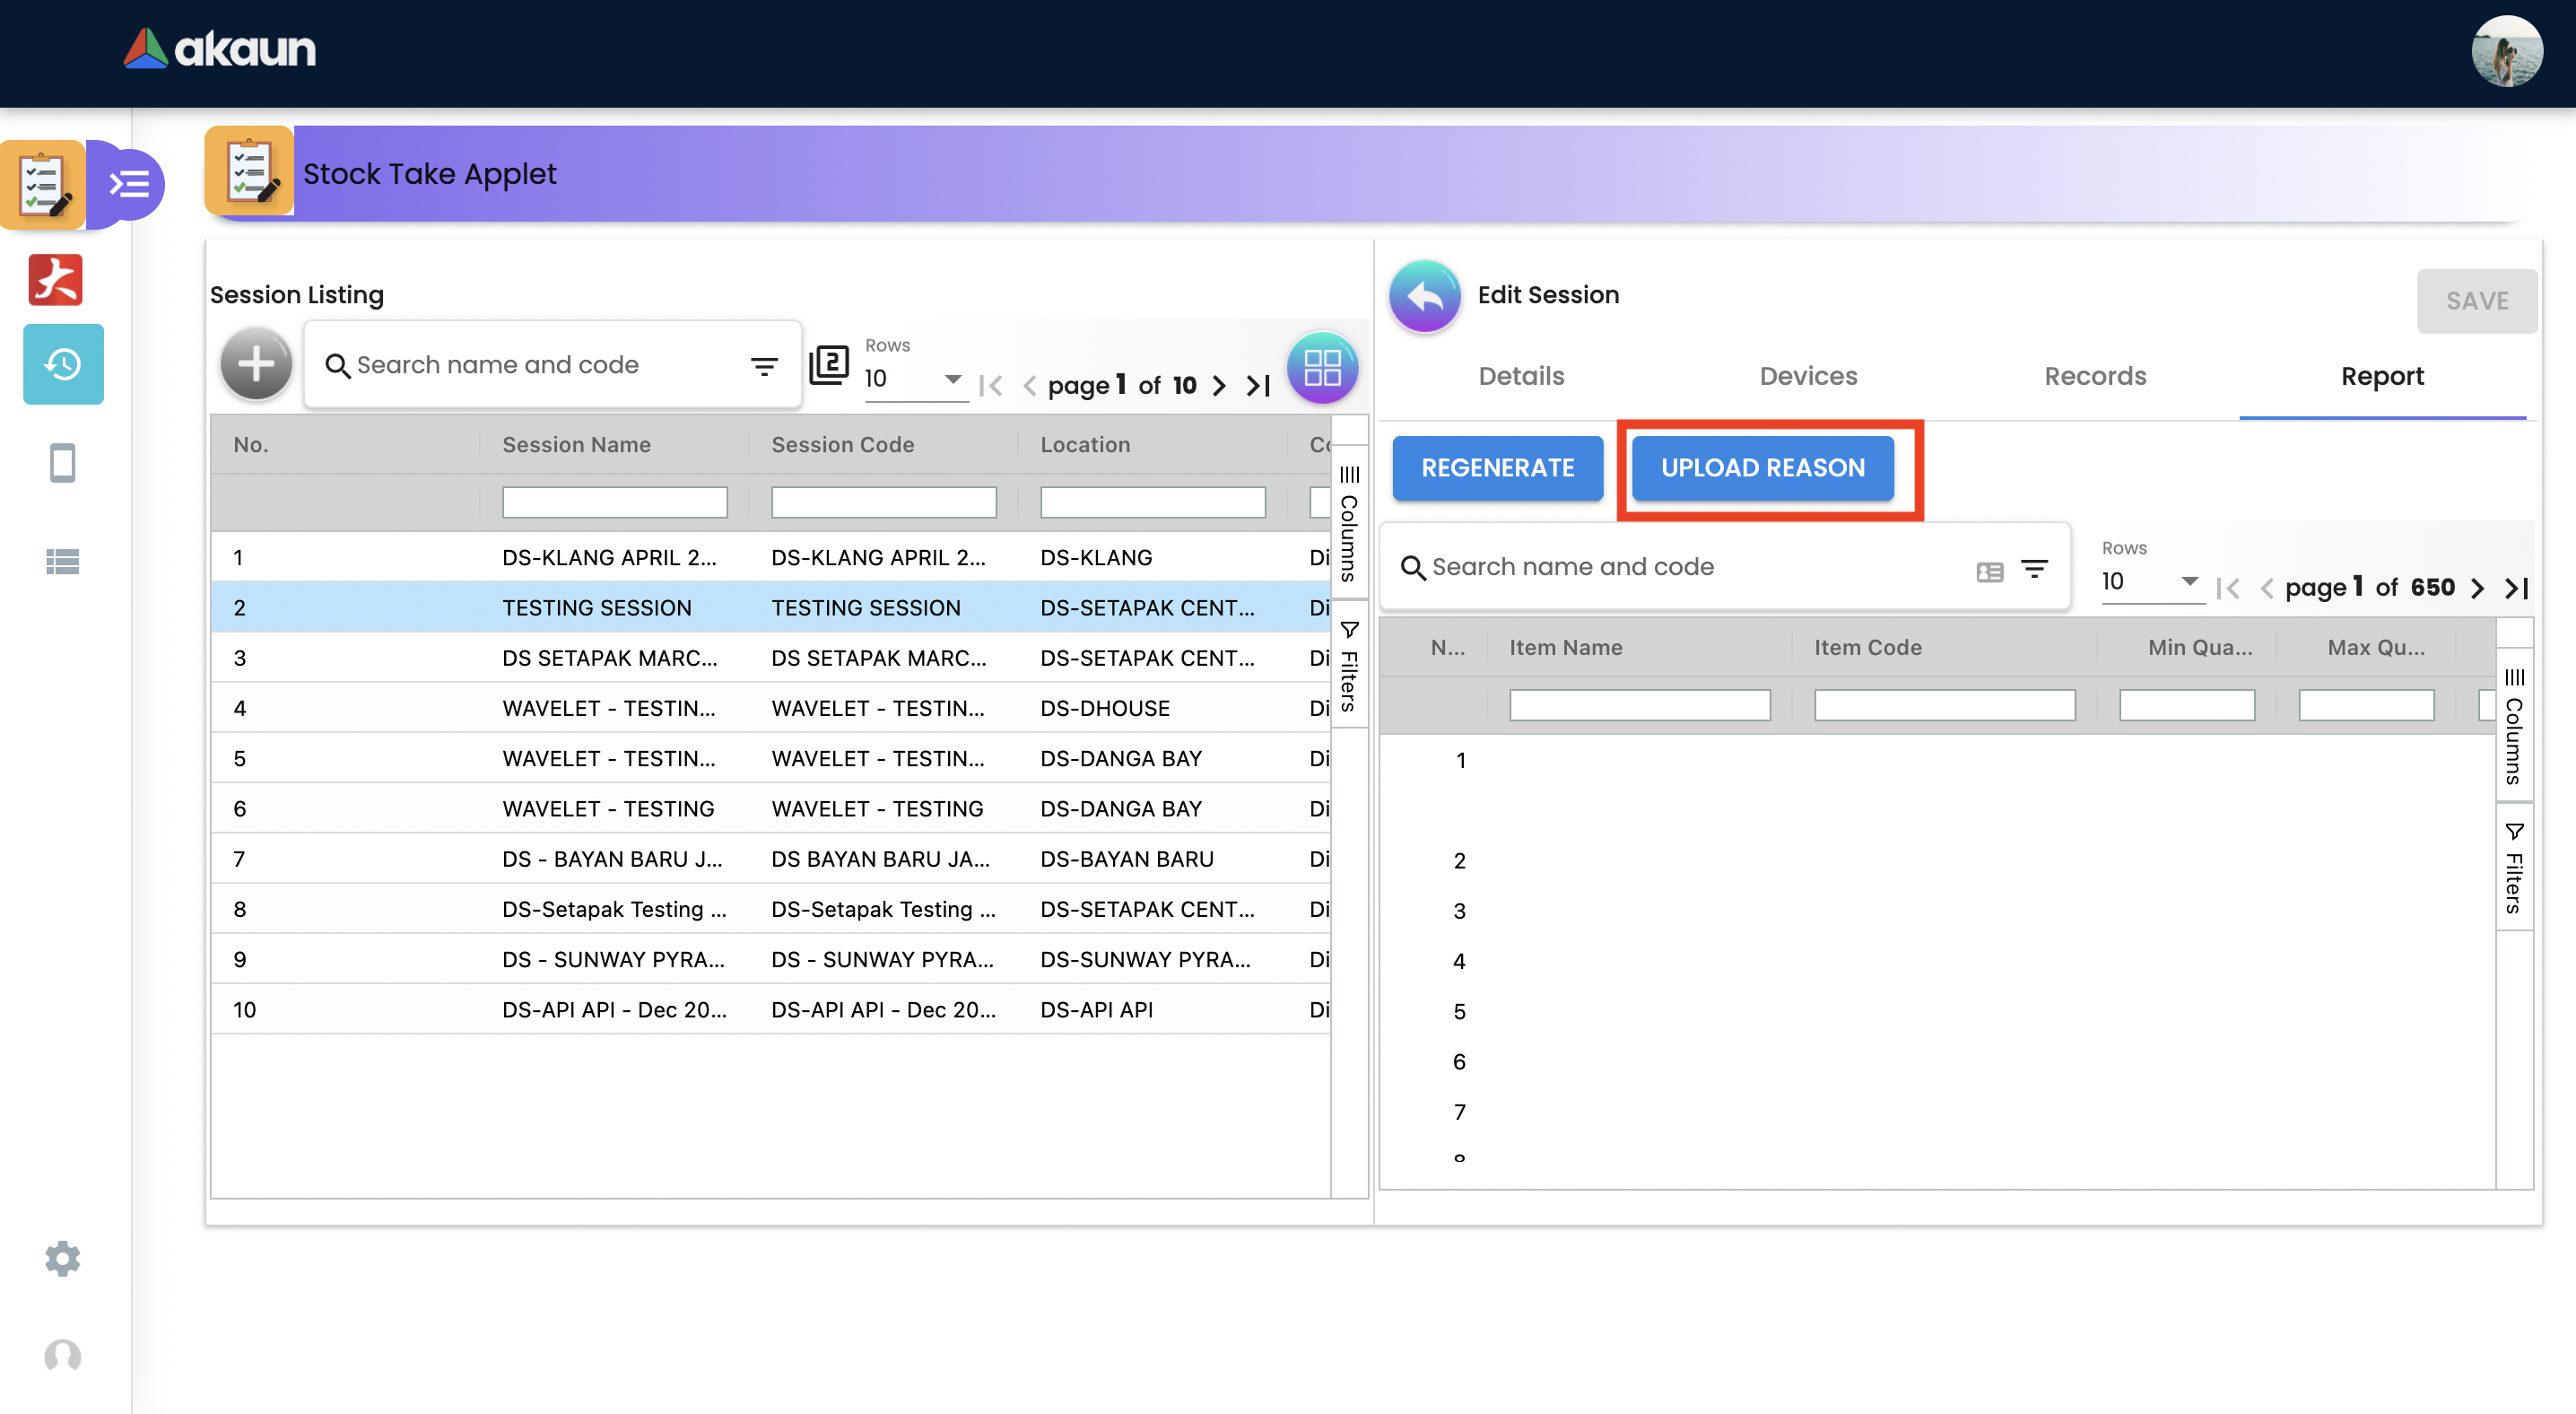 akaun
Stock Take Applet
Session Listing
Search name and code
2
Rows
10
page 1 of 10
No. Session Name Session Code Location Co
1 DS-KLANG APRIL 2... DS-KLANG APRIL 2... DS-KLANG Di
2 TESTING SESSION TESTING SESSION DS-SETAPAK CENT... Di
3 DS SETAPAK MARC... DS SETAPAK MARC... DS-SETAPAK CENT... Di
4 WAVELET - TESTIN... WAVELET - TESTIN... DS-DHOUSE Di
5 WAVELET - TESTIN... WAVELET - TESTIN... DS-DANGA BAY Di
6 WAVELET - TESTING WAVELET - TESTING DS-DANGA BAY Di
7 DS - BAYAN BARU J... DS BAYAN BARU JA... DS-BAYAN BARU Di
8 DS-Setapak Testing ... DS-Setapak Testing ... DS-SETAPAK CENT... Di
9 DS - SUNWAY PYRA... DS - SUNWAY PYRA... DS-SUNWAY PYRA... Di
10 DS-API API - Dec 20... DS-API API - Dec 20... DS-API API Di
Columns
Filters
Edit Session
SAVE
Details Devices Records Report
REGENERATE UPLOAD REASON
Search name and code
Rows
10
page 1 of 650
N... Item Name Item Code Min Qua... Max Qu...
1
2
3
4
5
6
7
8
Columns
Filters